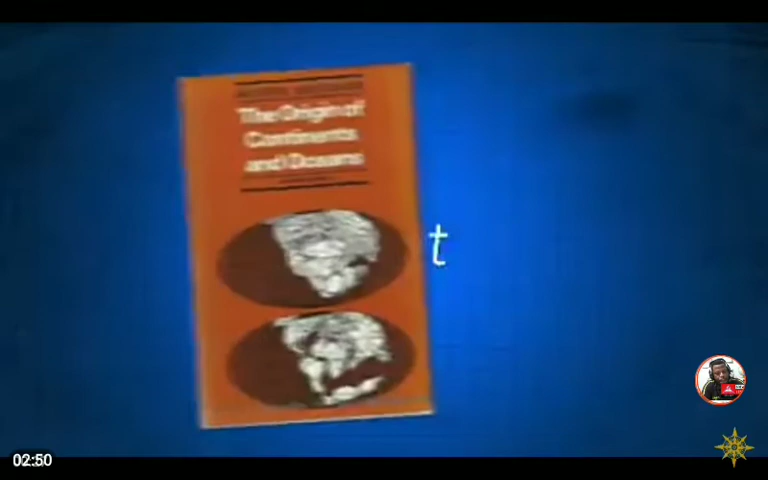 The Origin of
Continents
and Oceans
t
02:50